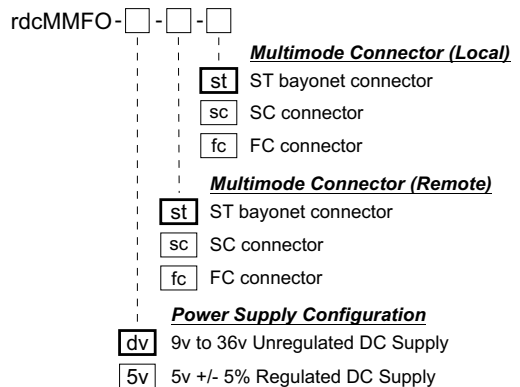 rdcMMFO- - -
Multimode Connector (Local)
st ST bayonet connector
sc SC connector
fc FC connector
Multimode Connector (Remote)
st ST bayonet connector
sc SC connector
fc FC connector
Power Supply Configuration
dv 9v to 36v Unregulated DC Supply
5v 5v +/- 5% Regulated DC Supply